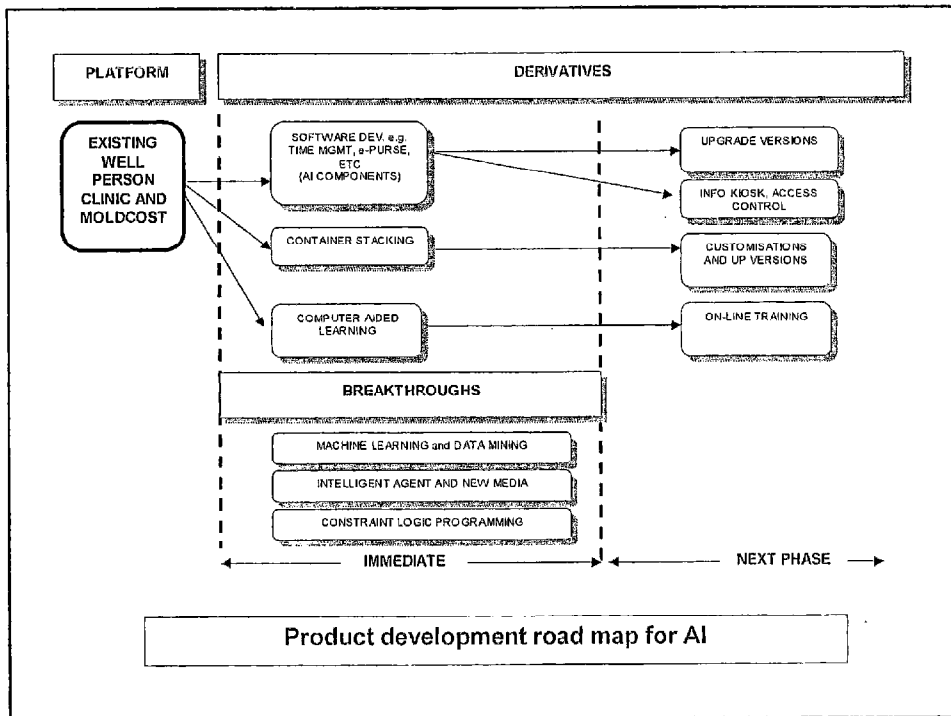 PLATFORM
DERIVATIVES
EXISTING
WELL
PERSON
CLINIC AND
MOLDCOST
SOFTWARE DEV. e.g.
TIME MGMT, e-PURSE,
ETC
(AI COMPONENTS)
UPGRADE VERSIONS
INFO KIOSK, ACCESS
CONTROL
CONTAINER STACKING
CUSTOMISATIONS
AND UP VERSIONS
COMPUTER AIDED
LEARNING
ON-LINE TRAINING
BREAKTHROUGHS
MACHINE LEARNING and DATA MINING
INTELLIGENT AGENT AND NEW MEDIA
CONSTRAINT LOGIC PROGRAMMING
IMMEDIATE
NEXT PHASE
Product development road map for AI